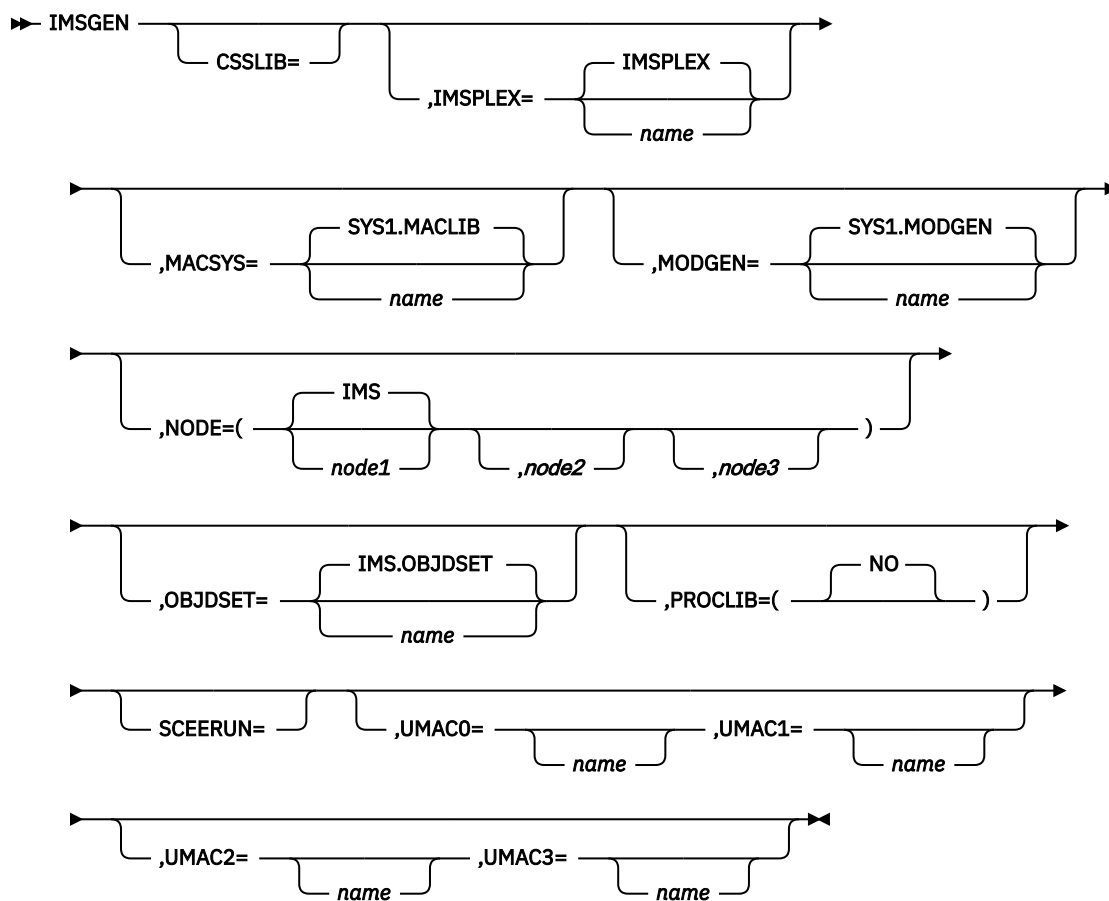 IMSGEN
CSSLIB=
,IMSPLEX=
IMSPLEX
name
,MACSYS=
SYS1.MACLIB
name
,MODGEN=
SYS1.MODGEN
name
,NODE=(
IMS
node1
,node2
,node3
)
,OBJDSET=
IMS.OBJDSET
name
,PROCLIB=(
NO
)
SCEERUN=
,UMAC0=
name
,UMAC1=
name
,UMAC2=
name
,UMAC3=
name